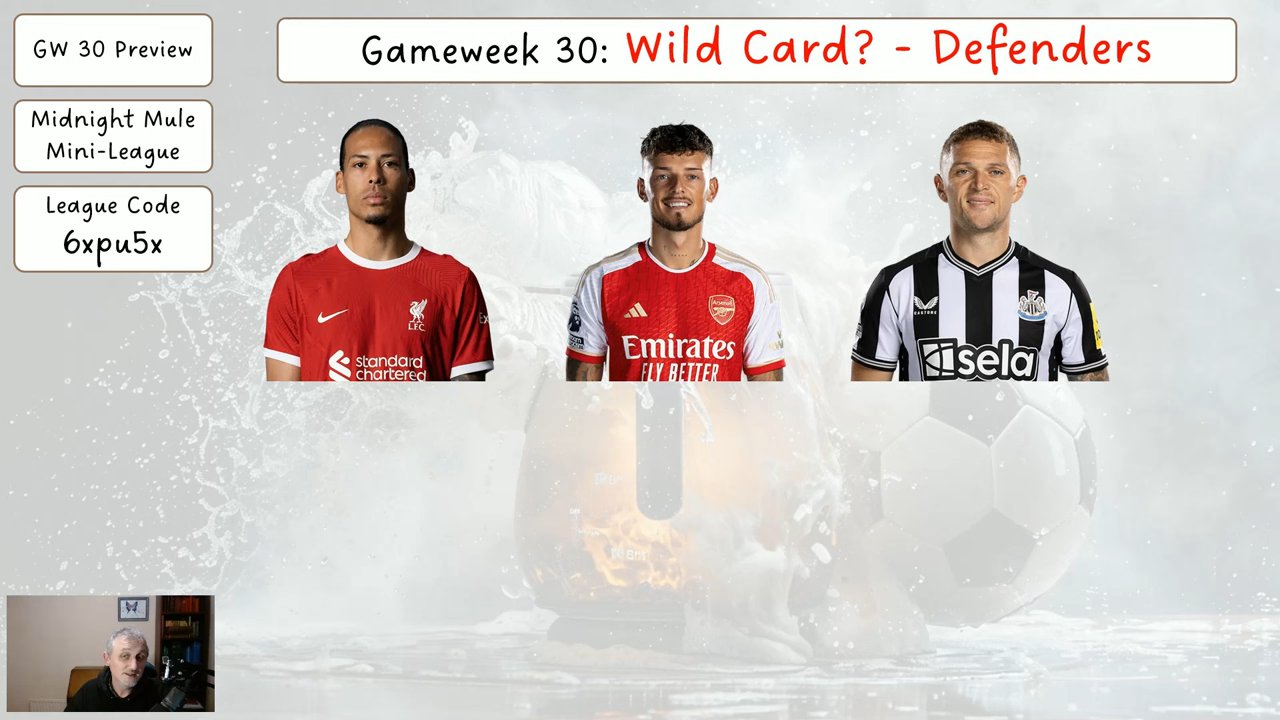 GW 30 Preview
Midnight Mule
Mini-League
League Code
6xpu5x
Gameweek 30: Wild Card? - Defenders
L.F.C.
standard
chartered
Arsenal
Emirates
FLY BETTER
CASTORE
sela